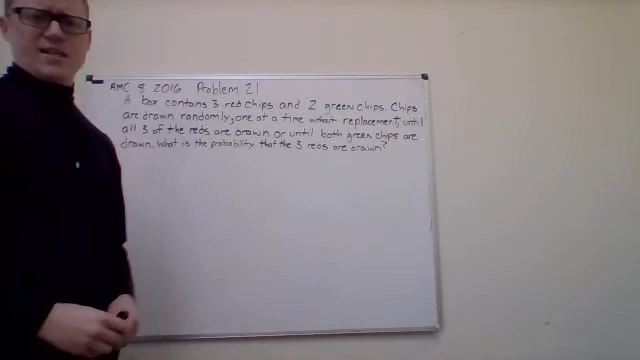 AMC 8 2016 Problem 21
A box contains 3 red chips and 2 green chips. Chips
are drawn randomly, one at a time without replacement, until
all 3 of the reds are drawn or until both green chips are
drawn. What is the probability that the 3 reds are drawn?